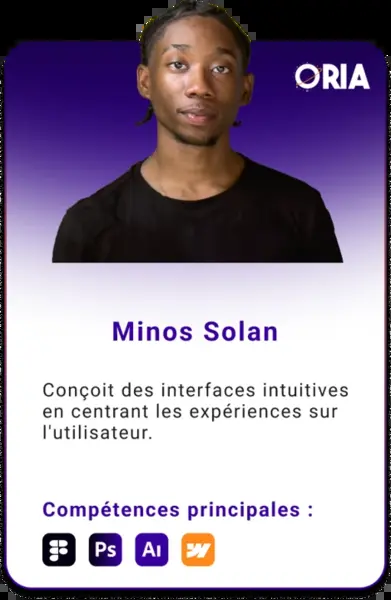 ORIA
Minos Solan
Conçoit des interfaces intuitives
en centrant les expériences sur
l'utilisateur.
Compétences principales :
Ps
Ai